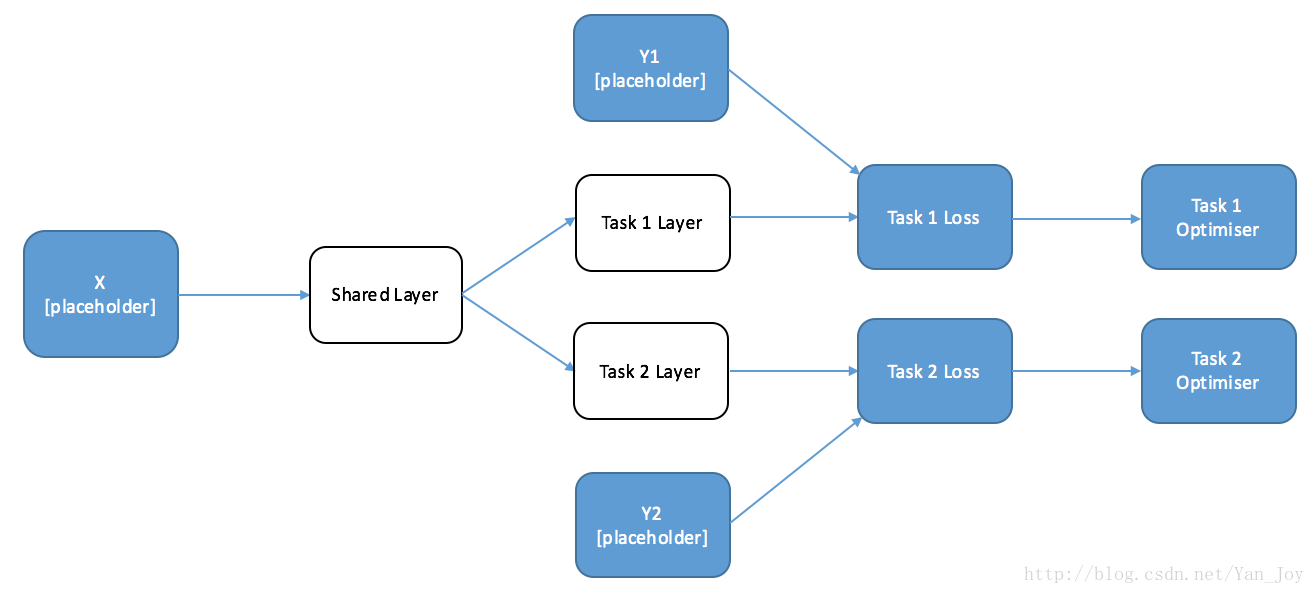 Y1
[placeholder]
Task 1 Layer
Task 1 Loss
Task 1
Optimiser
X
[placeholder]
Shared Layer
Task 2 Layer
Task 2 Loss
Task 2
Optimiser
Y2
[placeholder]
http://blog.csdn.net/Yan_Joy